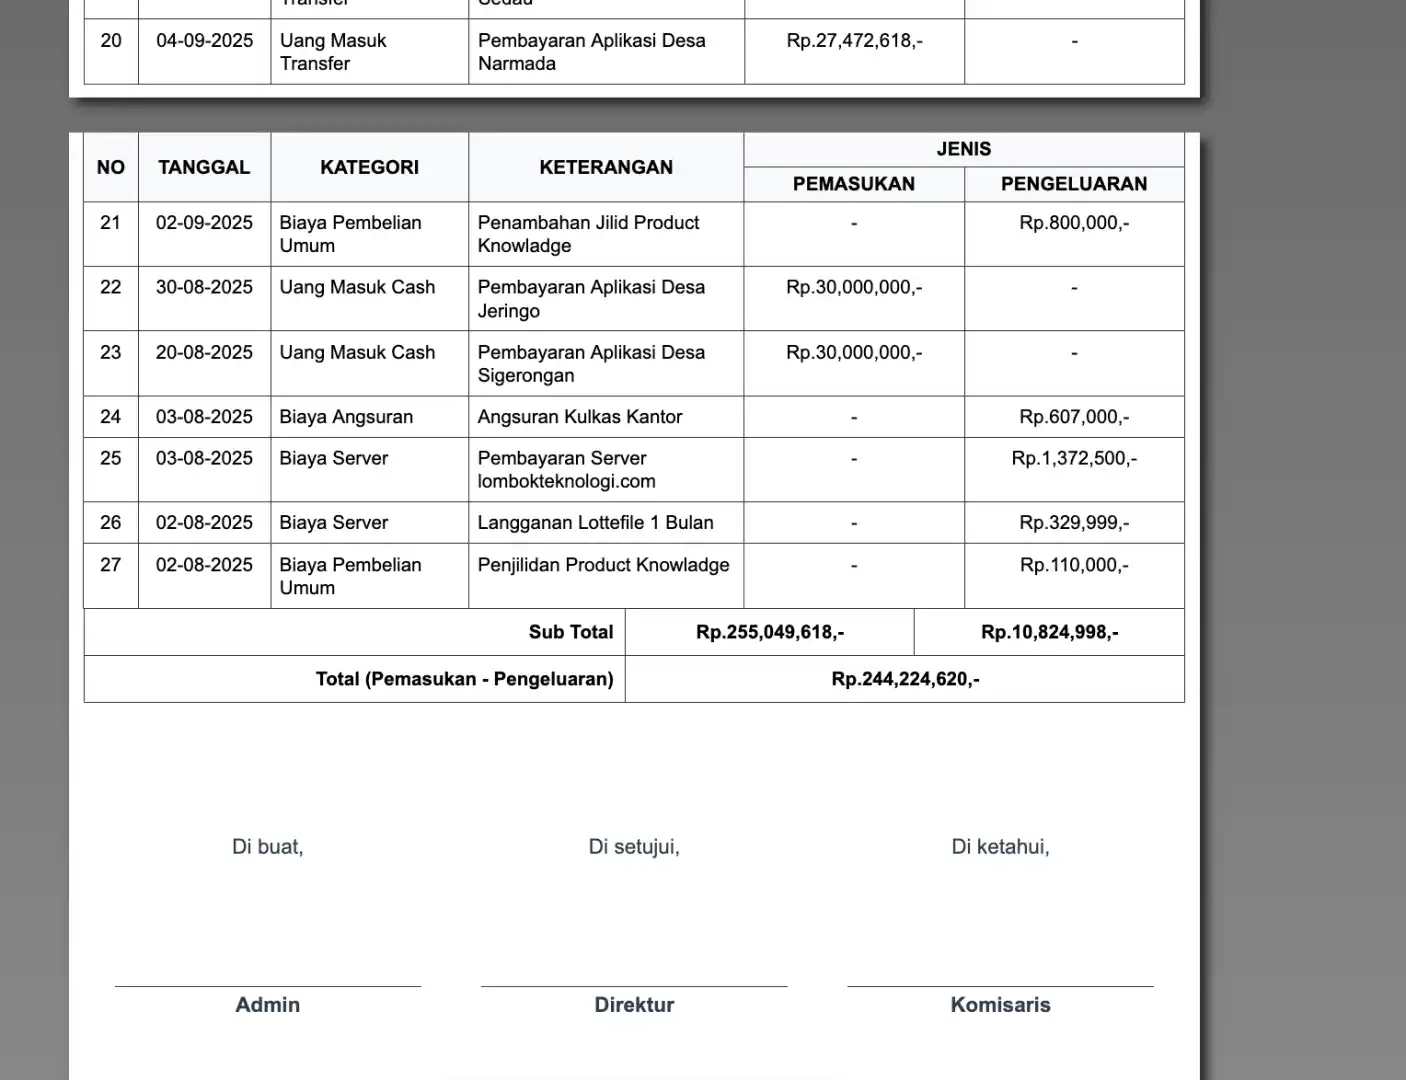 Transfer Sedau
20 04-09-2025 Uang Masuk Pembayaran Aplikasi Desa Rp.27,472,618,- -
Transfer Narmada
NO TANGGAL KATEGORI KETERANGAN JENIS
PEMASUKAN PENGELUARAN
21 02-09-2025 Biaya Pembelian Penambahan Jilid Product - Rp.800,000,-
Umum Knowladge
22 30-08-2025 Uang Masuk Cash Pembayaran Aplikasi Desa Rp.30,000,000,- -
Jeringo
23 20-08-2025 Uang Masuk Cash Pembayaran Aplikasi Desa Rp.30,000,000,- -
Sigerongan
24 03-08-2025 Biaya Angsuran Angsuran Kulkas Kantor - Rp.607,000,-
25 03-08-2025 Biaya Server Pembayaran Server - Rp.1,372,500,-
lombokteknologi.com
26 02-08-2025 Biaya Server Langganan Lottefile 1 Bulan - Rp.329,999,-
27 02-08-2025 Biaya Pembelian Penjilidan Product Knowladge - Rp.110,000,-
Umum
Sub Total Rp.255,049,618,- Rp.10,824,998,-
Total (Pemasukan - Pengeluaran) Rp.244,224,620,-
Di buat, Di setujui, Di ketahui,
Admin Direktur Komisaris